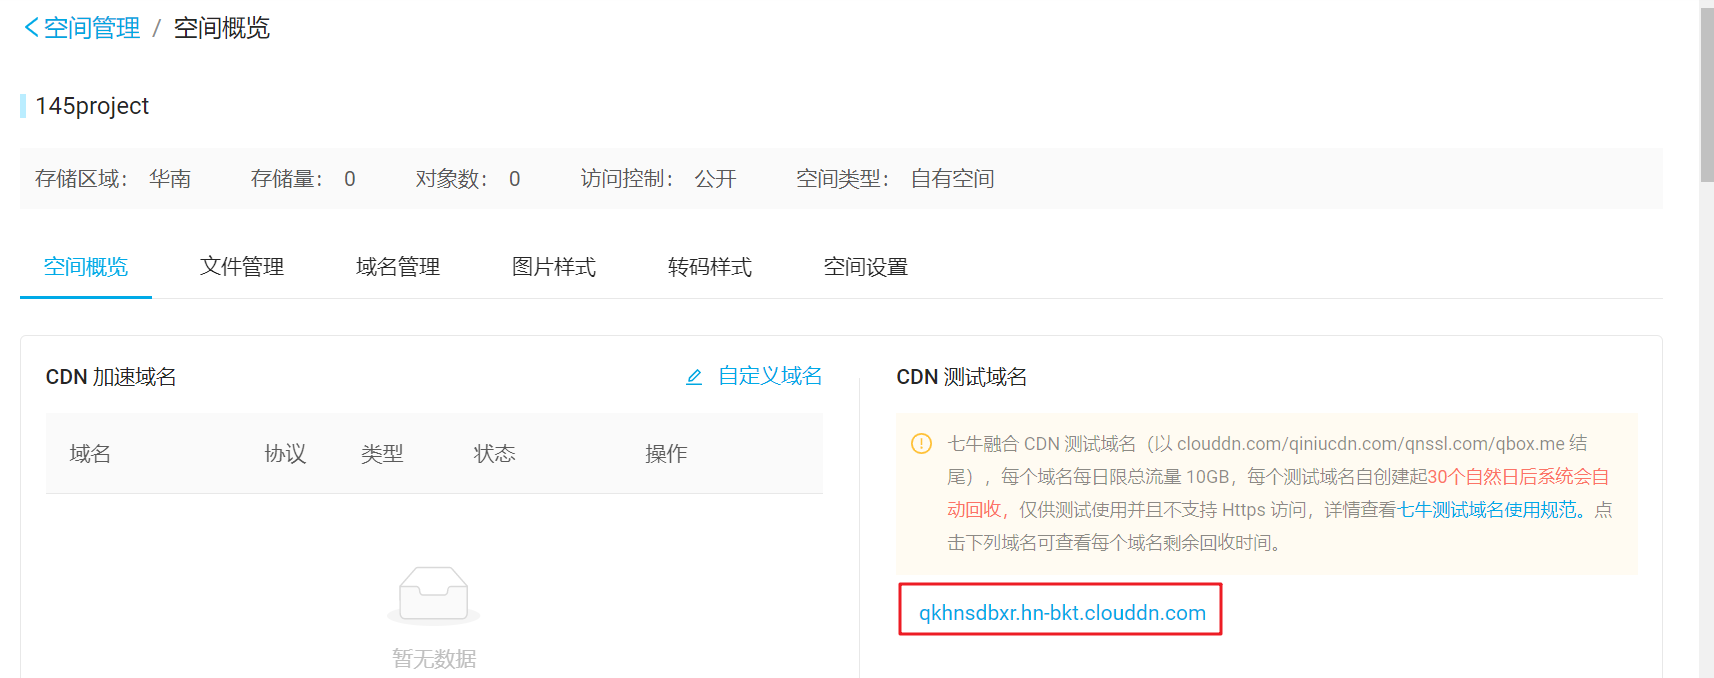 空间管理 / 空间概览
145project
存储区域： 华南 存储量： 0 对象数： 0 访问控制： 公开 空间类型： 自有空间
空间概览 文件管理 域名管理 图片样式 转码样式 空间设置
CDN 加速域名 自定义域名
域名 协议 类型 状态 操作
暂无数据
CDN 测试域名
七牛融合 CDN 测试域名（以 clouddn.com/qiniucdn.com/qnssl.com/qbox.me 结
尾），每个域名每日限总流量 10GB，每个测试域名自创建起30个自然日后系统会自
动回收，仅供测试使用并且不支持 Https 访问，详情查看七牛测试域名使用规范。点
击下列域名可查看每个域名剩余回收时间。
qkhnsdbxr.hn-bkt.clouddn.com